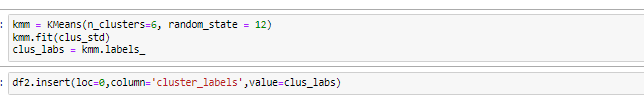 : kmm = KMeans(n_clusters=6, random_state = 12)
kmm.fit(clus_std)
clus_labs = kmm.labels_
: df2.insert(loc=0,column='cluster_labels',value=clus_labs)